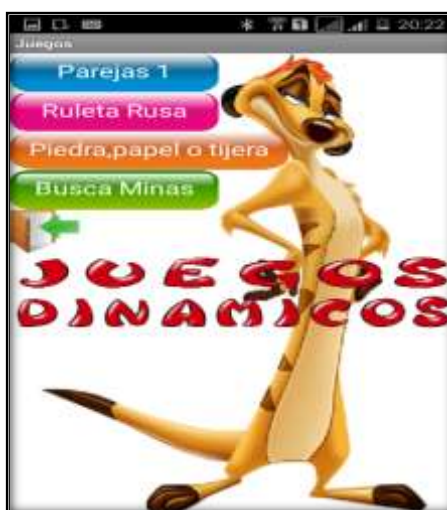 20:22
Juegos
Parejas 1
Ruleta Rusa
Piedra,papel o tijera
Busca Minas
JUEGOS
DINAMICOS